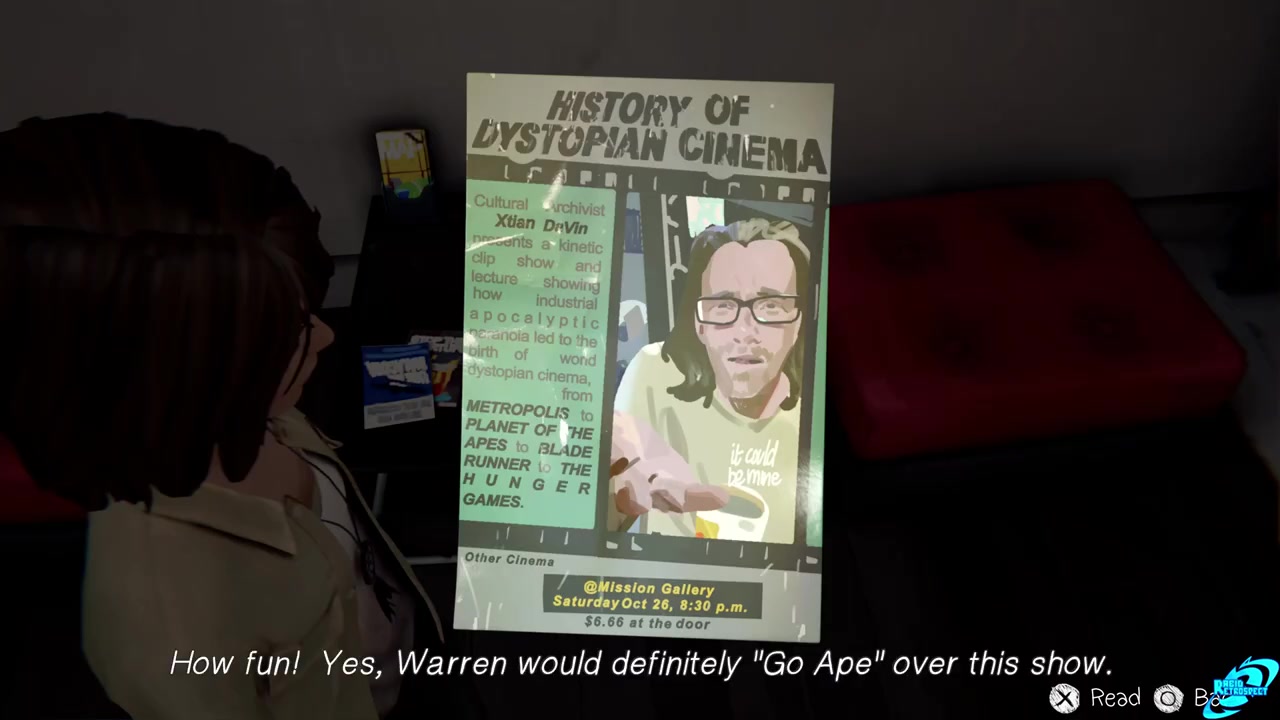 HISTORY OF
DYSTOPIAN CINEMA
Cultural Archivist
Xtian DeVin
presents a kinetic
clip show and
lecture showing
how industrial
apocalyptic
paranoia led to the
birth of world
dystopian cinema,
from
METROPOLIS to
PLANET OF THE
APES to BLADE
RUNNER to THE
HUNGER
GAMES.
it could
be mine
Other Cinema
@Mission Gallery
Saturday Oct 26, 8:30 p.m.
$6.66 at the door
How fun! Yes, Warren would definitely "Go Ape" over this show.
Read
RETROSPECT